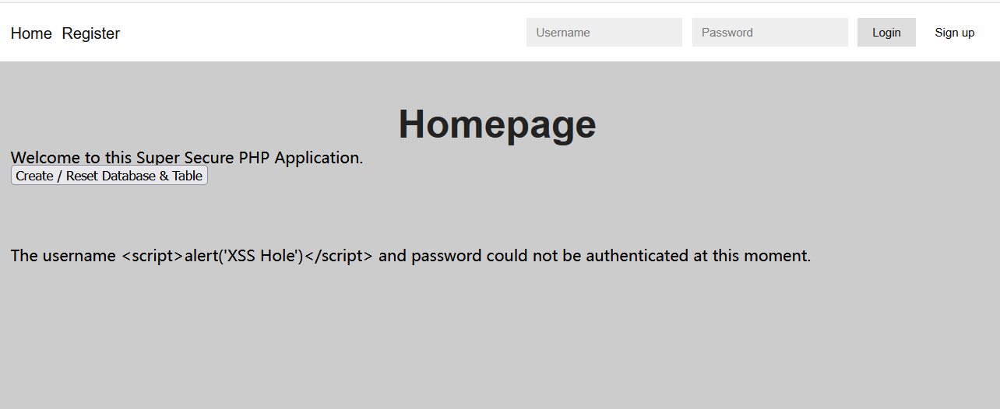 Home Register Username Password Login Sign up
Homepage
Welcome to this Super Secure PHP Application.
Create / Reset Database & Table
The username <script>alert('XSS Hole')</script> and password could not be authenticated at this moment.